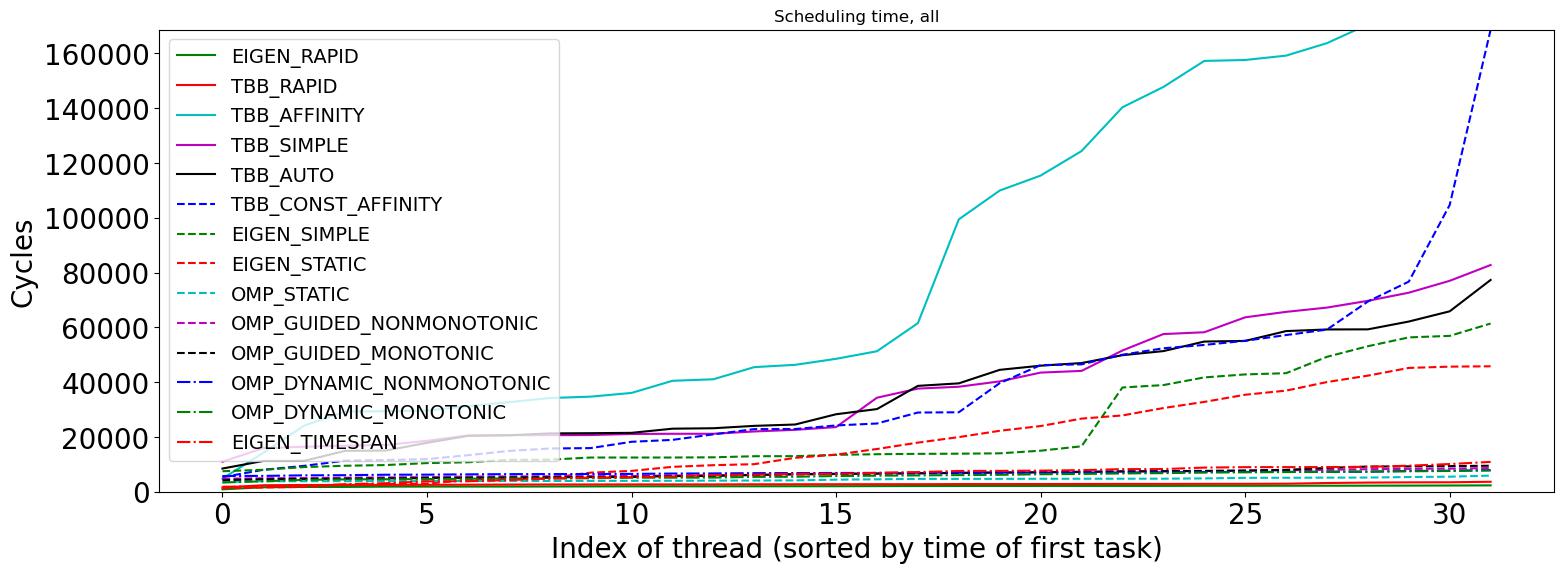 Scheduling time, all
Cycles
160000
140000
120000
100000
80000
60000
40000
20000
0
EIGEN_RAPID
TBB_RAPID
TBB_AFFINITY
TBB_SIMPLE
TBB_AUTO
TBB_CONST_AFFINITY
EIGEN_SIMPLE
EIGEN_STATIC
OMP_STATIC
OMP_GUIDED_NONMONOTONIC
OMP_GUIDED_MONOTONIC
OMP_DYNAMIC_NONMONOTONIC
OMP_DYNAMIC_MONOTONIC
EIGEN_TIMESPAN
0 5 10 15 20 25 30
Index of thread (sorted by time of first task)